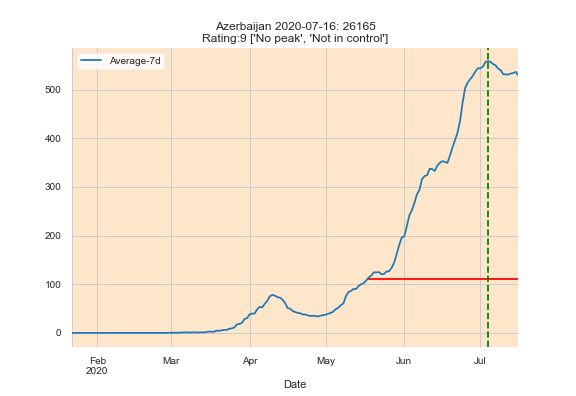 Azerbaijan 2020-07-16: 26165
Rating:9 ['No peak', 'Not in control']
Average-7d
500
400
300
200
100
0
Feb
2020
Mar
Apr
May
Jun
Jul
Date